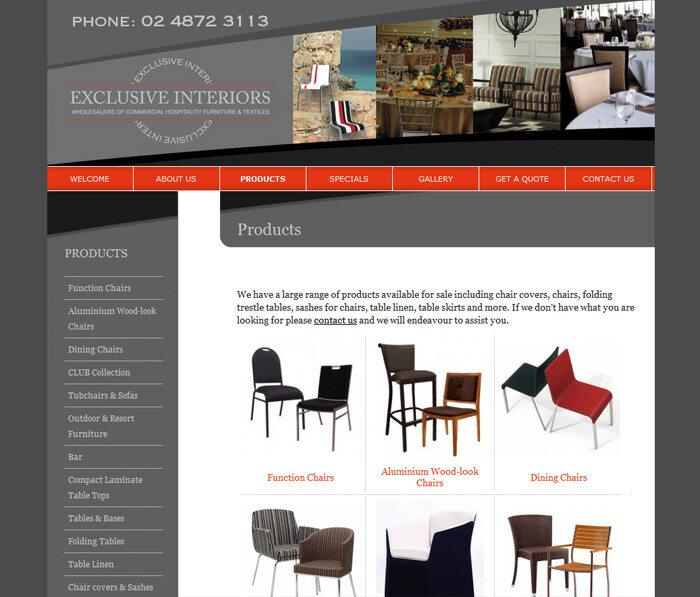 PHONE: 02 4872 3113
EXCLUSIVE INTERI
EXCLUSIVE INTERIORS
WHOLESALERS OF COMMERCIAL HOSPITALITY FURNITURE & TEXTILES
EXCLUSIVE INTERI
WELCOME
ABOUT US
PRODUCTS
SPECIALS
GALLERY
GET A QUOTE
CONTACT US
PRODUCTS
Function Chairs
Aluminium Wood-look
Chairs
Dining Chairs
CLUB Collection
Tubchairs & Sofas
Outdoor & Resort
Furniture
Bar
Compact Laminate
Table Tops
Tables & Bases
Folding Tables
Table Linen
Chair covers & Sashes
Products
We have a large range of products available for sale including chair covers, chairs, folding
trestle tables, sashes for chairs, table linen, table skirts and more. If we don't have what you are
looking for please contact us and we will endeavour to assist you.
Function Chairs
Aluminium Wood-look
Chairs
Dining Chairs